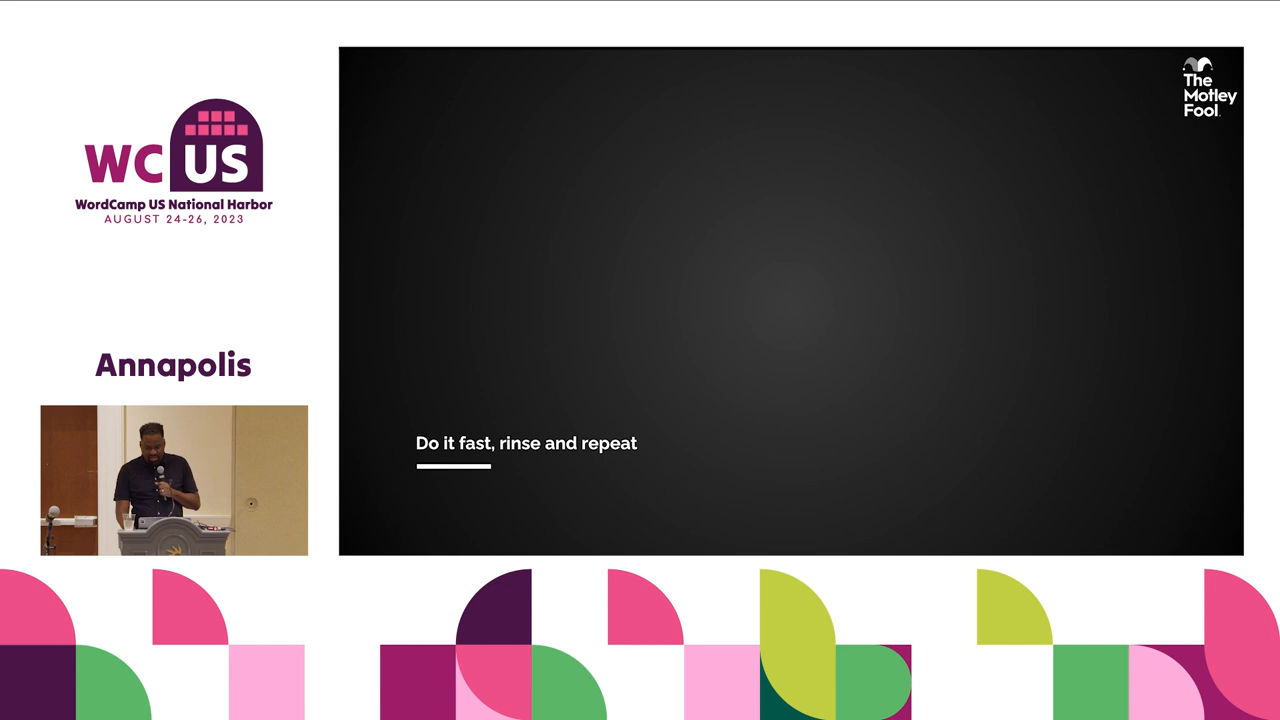 WC US
WordCamp US National Harbor
AUGUST 24-26, 2023
Annapolis
The
Motley
Fool.
Do it fast, rinse and repeat